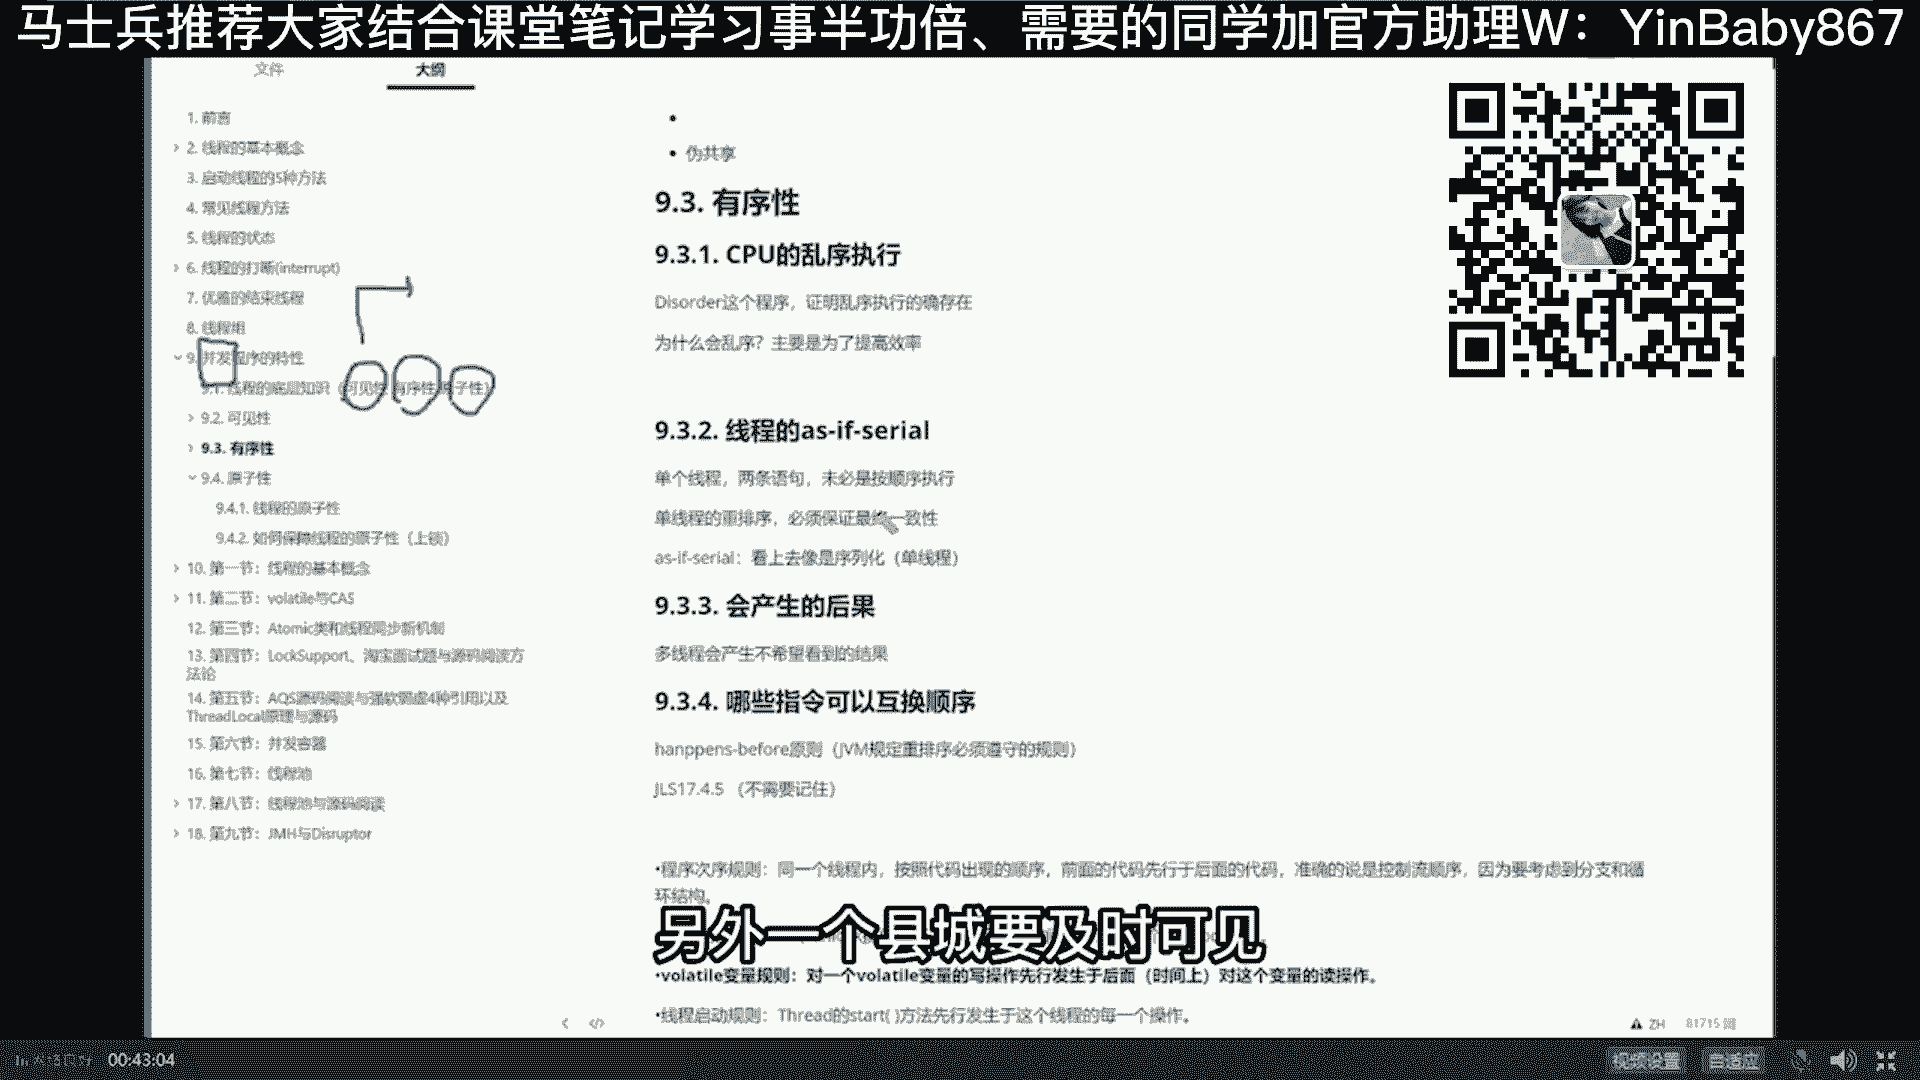 马士兵推荐大家结合课堂笔记学习事半功倍、需要的同学加官方助理W：YinBaby867
文件
大纲
1. 前言
2. 线程的基本概念
3. 启动线程的5种方法
4. 常见线程方法
5. 线程的状态
6. 线程的打断(interrupt)
7. 优雅的结束线程
8. 线程组
9. 并发程序的特性
9.1. 线程的底层知识（可见性 有序性 原子性）
9.2. 可见性
9.3. 有序性
9.4. 原子性
9.4.1. 线程的原子性
9.4.2. 如何保障线程的原子性（上锁）
10. 第一节：线程的基本概念
11. 第二节：volatile与CAS
12. 第三节：Atomic类和线程同步新机制
13. 第四节：LockSupport、淘宝面试题与源码阅读方
法论
14. 第五节：AQS源码阅读与强软弱虚4种引用以及
ThreadLocal原理与源码
15. 第六节：并发容器
16. 第七节：线程池
17. 第八节：线程池与源码阅读
18. 第九节：JMH与Disruptor
• 伪共享
9.3. 有序性
9.3.1. CPU的乱序执行
Disorder这个程序，证明乱序执行的确存在
为什么会乱序？主要是为了提高效率
9.3.2. 线程的as-if-serial
单个线程，两条语句，未必是按顺序执行
单线程的重排序，必须保证最终一致性
as-if-serial：看上去像是序列化（单线程）
9.3.3. 会产生的后果
多线程会产生不希望看到的结果
9.3.4. 哪些指令可以互换顺序
hanppens-before原则（JVM规定重排序必须遵守的规则）
JLS17.4.5 （不需要记住）
•程序次序规则：同一个线程内，按照代码出现的顺序，前面的代码先行于后面的代码，准确的说是控制流顺序，因为要考虑到分支和循
环结构。
另外一个县城要及时可见
•volatile变量规则：对一个volatile变量的写操作先行发生于后面（时间上）对这个变量的读操作。
•线程启动规则：Thread的start( )方法先行发生于这个线程的每一个操作。
ZH
00:43:04
视频设置
自适应